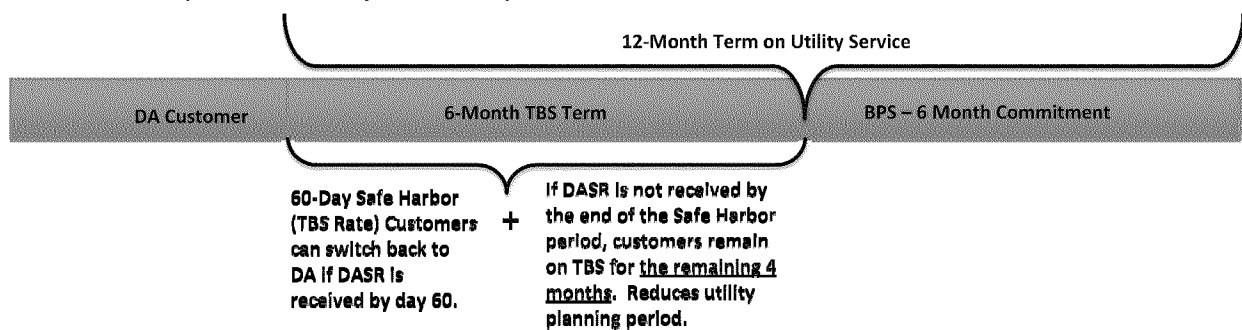 12-Month Term on Utility Service
DA Customer
6-Month TBS Term
BPS – 6 Month Commitment
60-Day Safe Harbor
(TBS Rate) Customers
can switch back to
DA if DASR is
received by day 60.
+
If DASR is not received by
the end of the Safe Harbor
period, customers remain
on TBS for the remaining 4
months. Reduces utility
planning period.